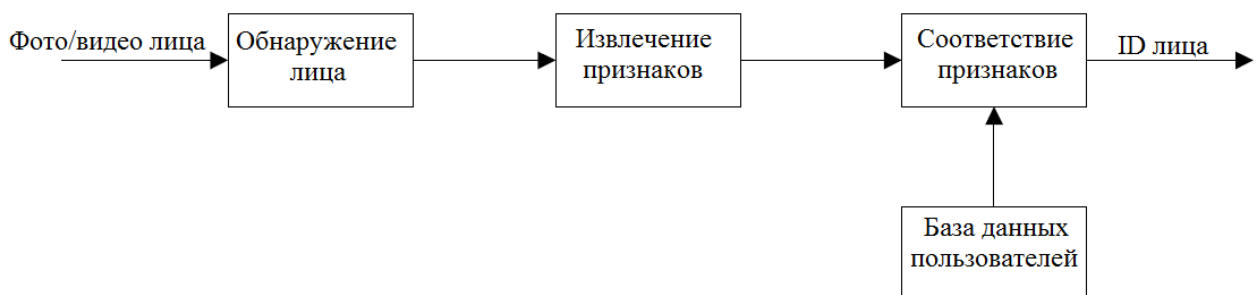 Фото/видео лица
Обнаружение
лица
Извлечение
признаков
Соответствие
признаков
ID лица
База данных
пользователей